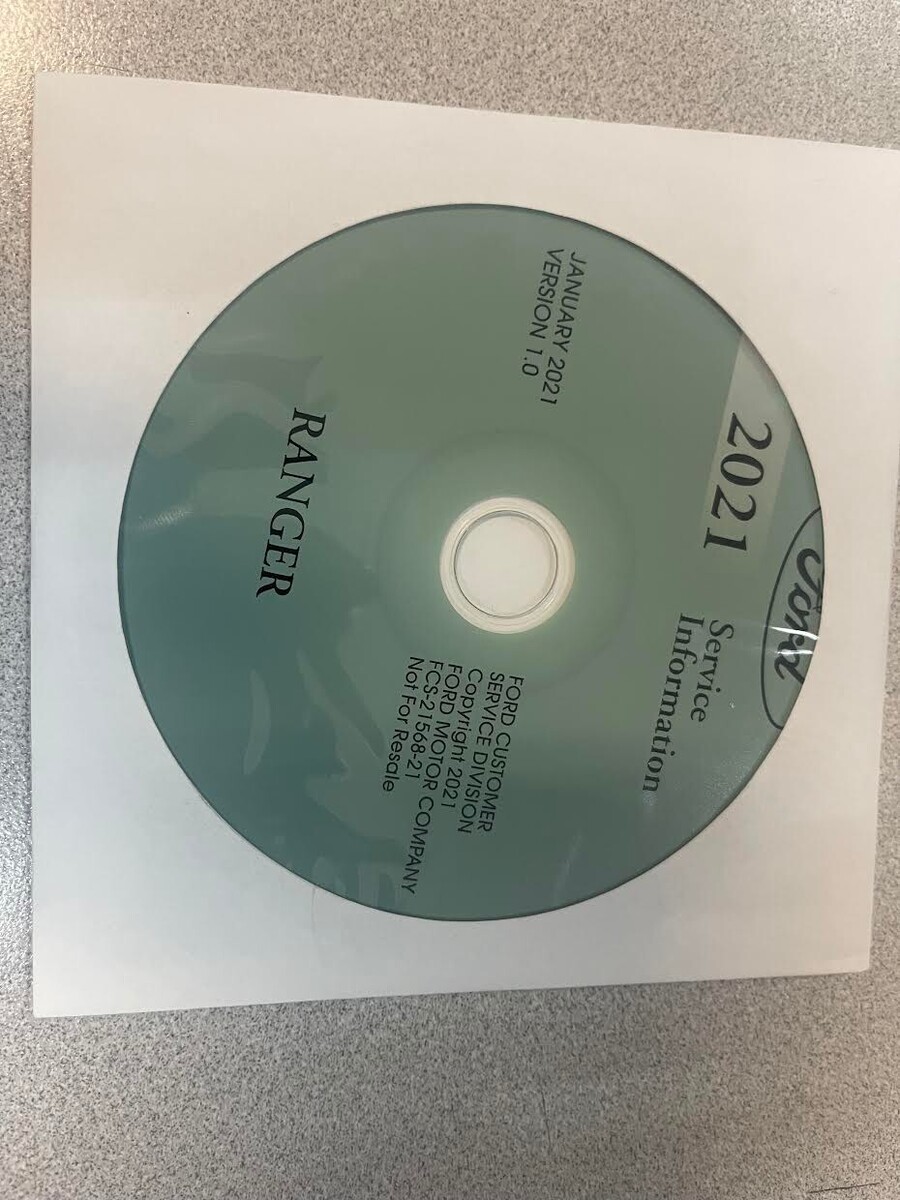 Ford
2021
Service
Information
JANUARY 2021
VERSION 1.0
FORD CUSTOMER
SERVICE DIVISION
Copyright 2021
FORD MOTOR COMPANY
FCS-21568-21
Not For Resale
RANGER